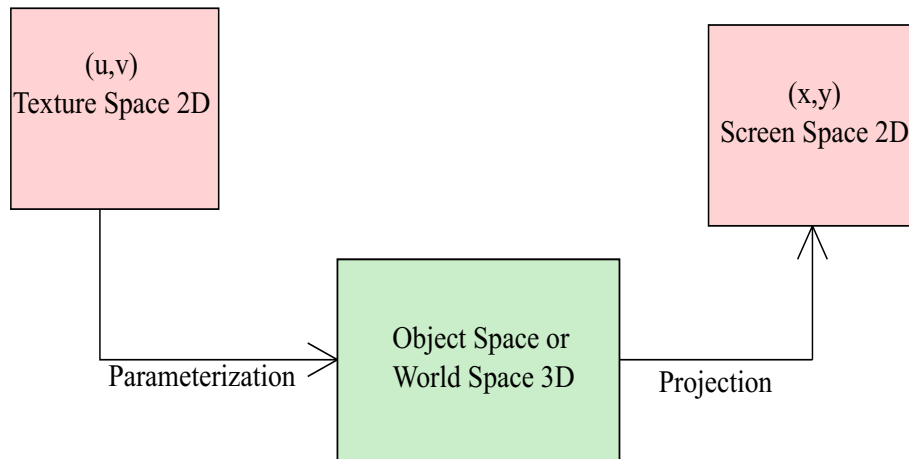 (u,v)
Texture Space 2D
(x,y)
Screen Space 2D
Object Space or
World Space 3D
Parameterization
Projection